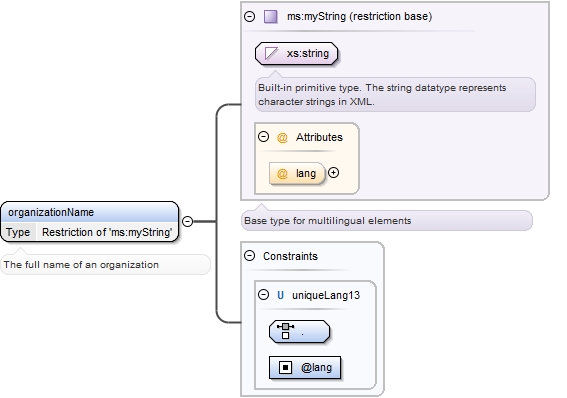 ms:myString (restriction base)
xs:string
Built-in primitive type. The string datatype represents
character strings in XML.
@ Attributes
@ lang
organizationName
Type Restriction of 'ms:myString'
The full name of an organization
Base type for multilingual elements
Constraints
U uniqueLang13
.
@lang